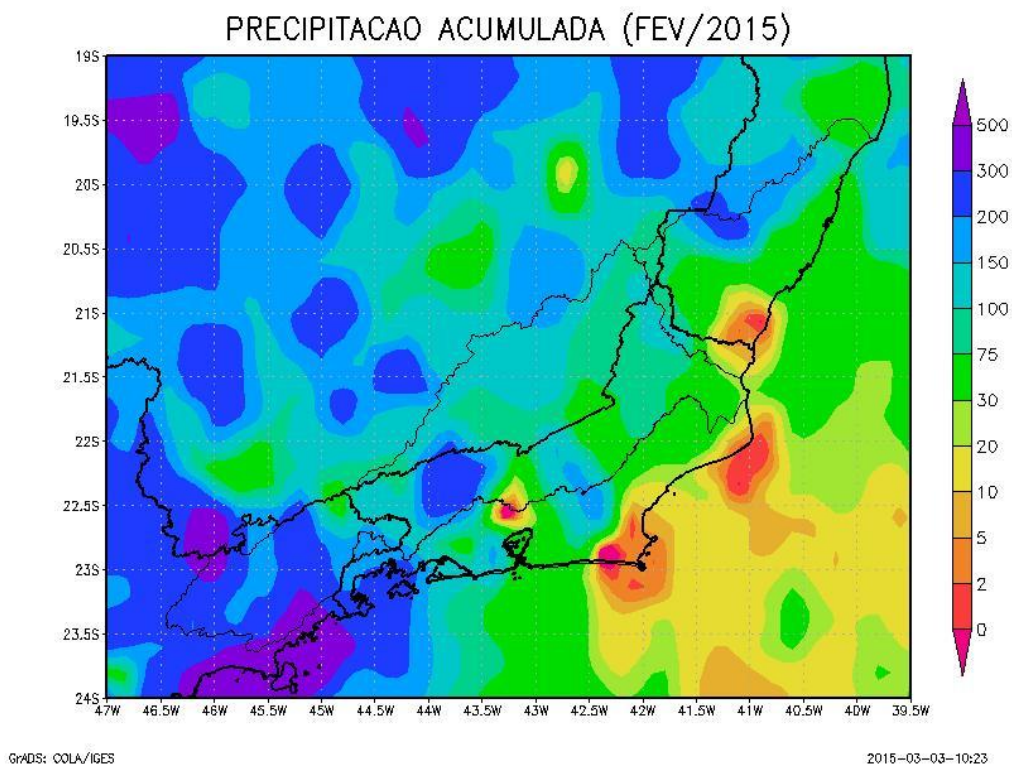 PRECIPITACAO ACUMULADA (FEV/2015)
19S
19.5S
20S
20.5S
21S
21.5S
22S
22.5S
23S
23.5S
24S
47W 46.5W 46W 45.5W 45W 44.5W 44W 43.5W 43W 42.5W 42W 41.5W 41W 40.5W 40W 39.5W
500
300
200
150
100
75
30
20
10
5
2
0
GrADS: COLA/IGES 2015-03-03-10:23